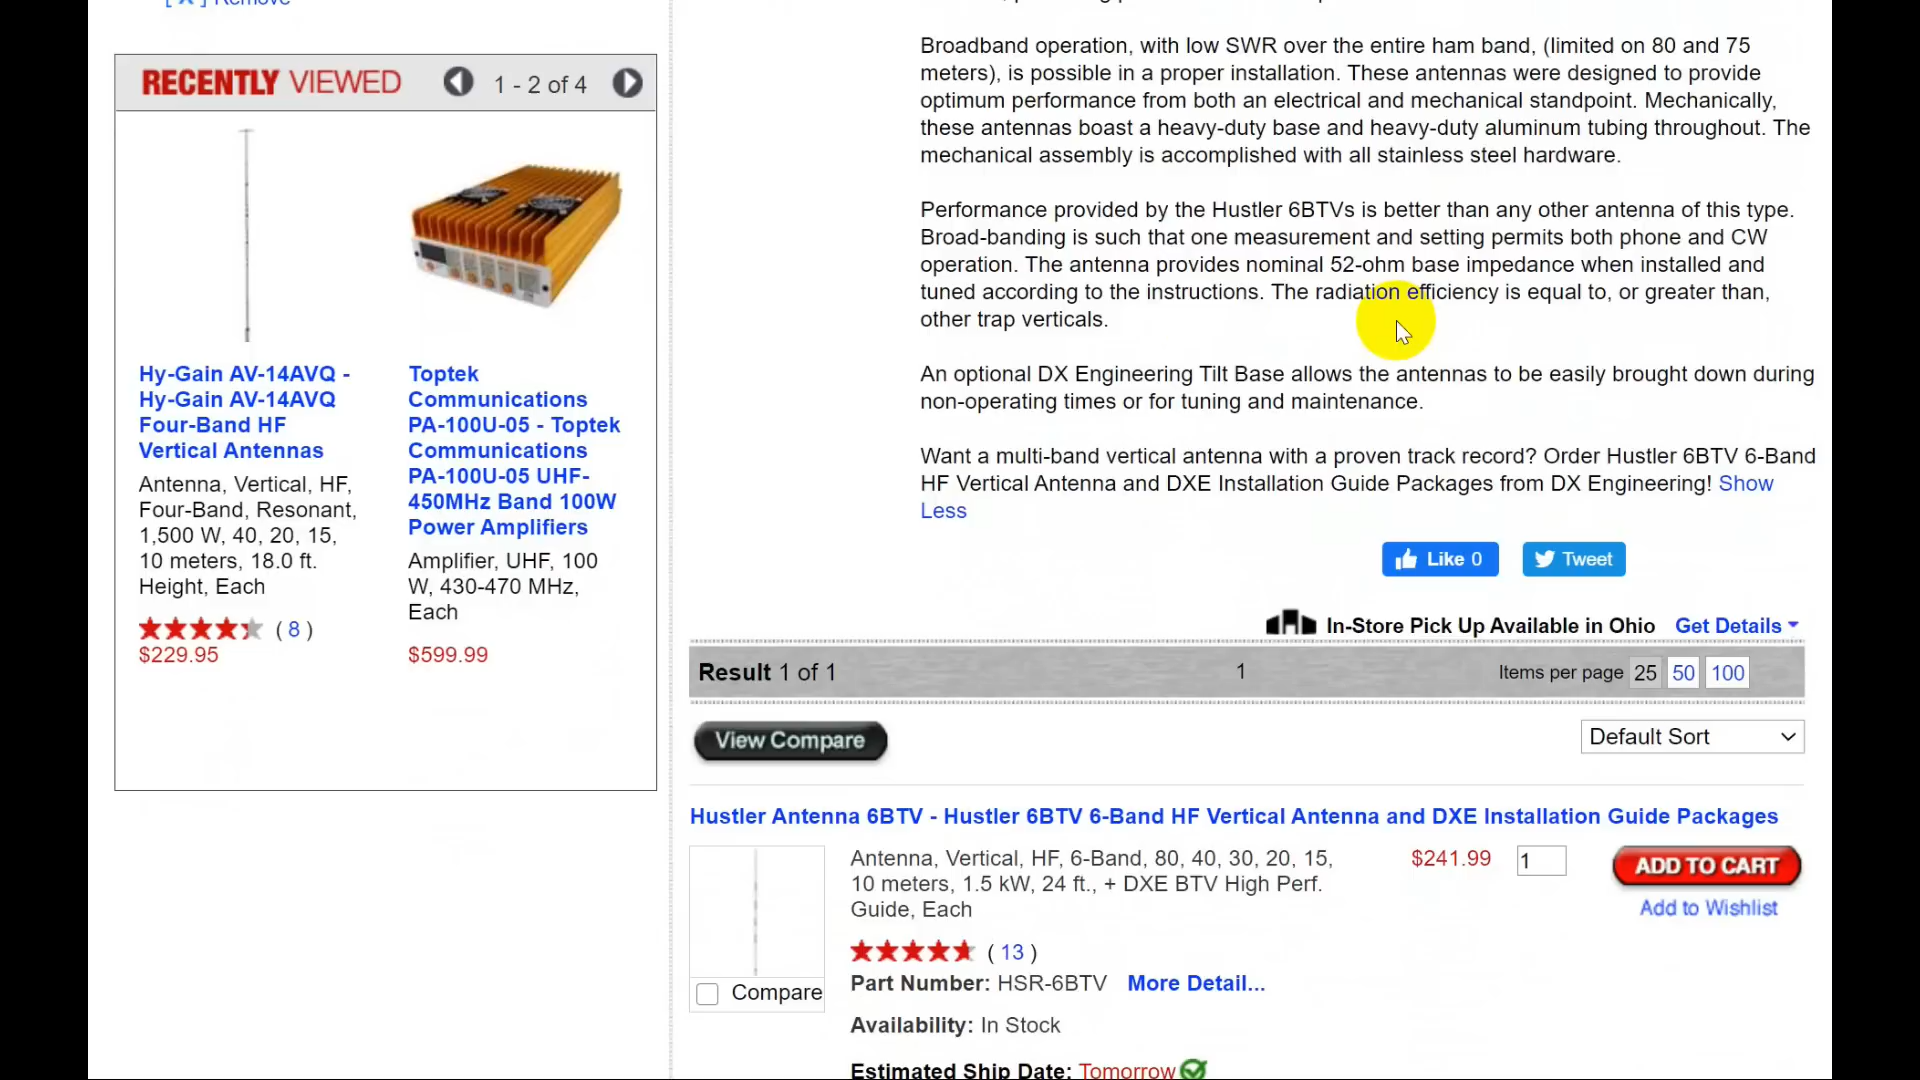 [ X ] Remove
RECENTLY VIEWED
1 - 2 of 4
Hy-Gain AV-14AVQ -
Hy-Gain AV-14AVQ
Four-Band HF
Vertical Antennas
Antenna, Vertical, HF,
Four-Band, Resonant,
1,500 W, 40, 20, 15,
10 meters, 18.0 ft.
Height, Each
( 8 )
$229.95
Toptek
Communications
PA-100U-05 - Toptek
Communications
PA-100U-05 UHF-
450MHz Band 100W
Power Amplifiers
Amplifier, UHF, 100
W, 430-470 MHz,
Each
$599.99
Broadband operation, with low SWR over the entire ham band, (limited on 80 and 75
meters), is possible in a proper installation. These antennas were designed to provide
optimum performance from both an electrical and mechanical standpoint. Mechanically,
these antennas boast a heavy-duty base and heavy-duty aluminum tubing throughout. The
mechanical assembly is accomplished with all stainless steel hardware.
Performance provided by the Hustler 6BTVs is better than any other antenna of this type.
Broad-banding is such that one measurement and setting permits both phone and CW
operation. The antenna provides nominal 52-ohm base impedance when installed and
tuned according to the instructions. The radiation efficiency is equal to, or greater than,
other trap verticals.
An optional DX Engineering Tilt Base allows the antennas to be easily brought down during
non-operating times or for tuning and maintenance.
Want a multi-band vertical antenna with a proven track record? Order Hustler 6BTV 6-Band
HF Vertical Antenna and DXE Installation Guide Packages from DX Engineering! Show
Less
Like 0
Tweet
In-Store Pick Up Available in Ohio Get Details
Result 1 of 1
1
Items per page 25 50 100
View Compare
Default Sort
Hustler Antenna 6BTV - Hustler 6BTV 6-Band HF Vertical Antenna and DXE Installation Guide Packages
Antenna, Vertical, HF, 6-Band, 80, 40, 30, 20, 15,
10 meters, 1.5 kW, 24 ft., + DXE BTV High Perf.
Guide, Each
$241.99
1
ADD TO CART
Add to Wishlist
( 13 )
Part Number: HSR-6BTV More Detail...
Compare
Availability: In Stock
Estimated Ship Date: Tomorrow